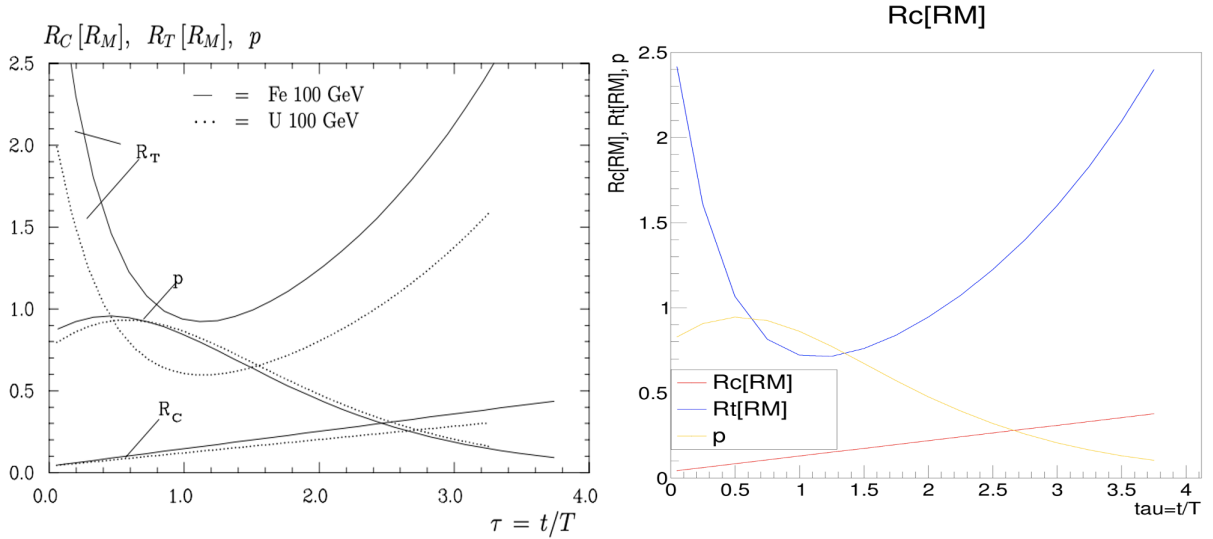 R_C [R_M], R_T [R_M], p
2.5
2.0
1.5
1.0
0.5
0.0
— = Fe 100 GeV
··· = U 100 GeV
R_T
p
R_C
0.0 1.0 2.0 3.0 4.0
τ = t/T
Rc[RM]
Rc[RM], Rt[RM], p
2.5
2
1.5
1
0.5
0
Rc[RM]
Rt[RM]
p
0 0.5 1 1.5 2 2.5 3 3.5 4
tau=t/T